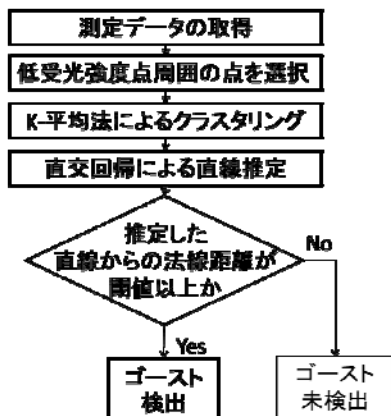 測定データの取得
低受光強度点周囲の点を選択
K-平均法によるクラスタリング
直交回帰による直線推定
推定した
直線からの法線距離が
閾値以上か
No
Yes
ゴースト
検出
ゴースト
未検出